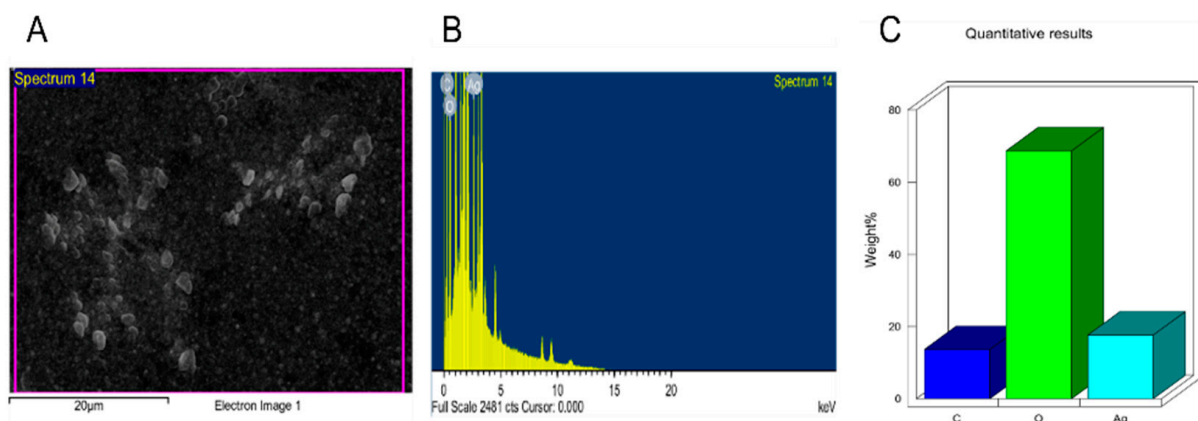 A
B
C
Spectrum 14
20µm
Electron Image 1
Spectrum 14
O
Ag
0
5
10
15
20
Full Scale 2481 cts Cursor: 0.000
keV
Quantitative results
Weight%
80
60
40
20
0
C
O
Ag